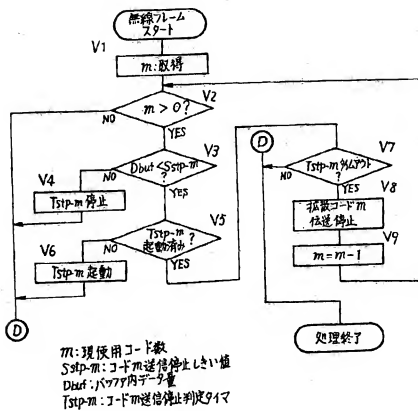 無線フレーム
スタート
V1
m:取得
V2
m>0?
NO
YES
V3
Dbuf<Sstp-m
?
NO
YES
V4
Tstp-m 停止
V5
Tstp-m
起動済み?
NO
YES
V6
Tstp-m 起動
D
D
V7
Tstp-m タイムアウト
?
NO
YES
V8
拡散コードm
伝送停止
V9
m=m-1
処理終了
m:現使用コード数
Sstp-m:コードm送信停止しきい値
Dbuf:バッファ内データ量
Tstp-m:コードm送信停止判定タイマ